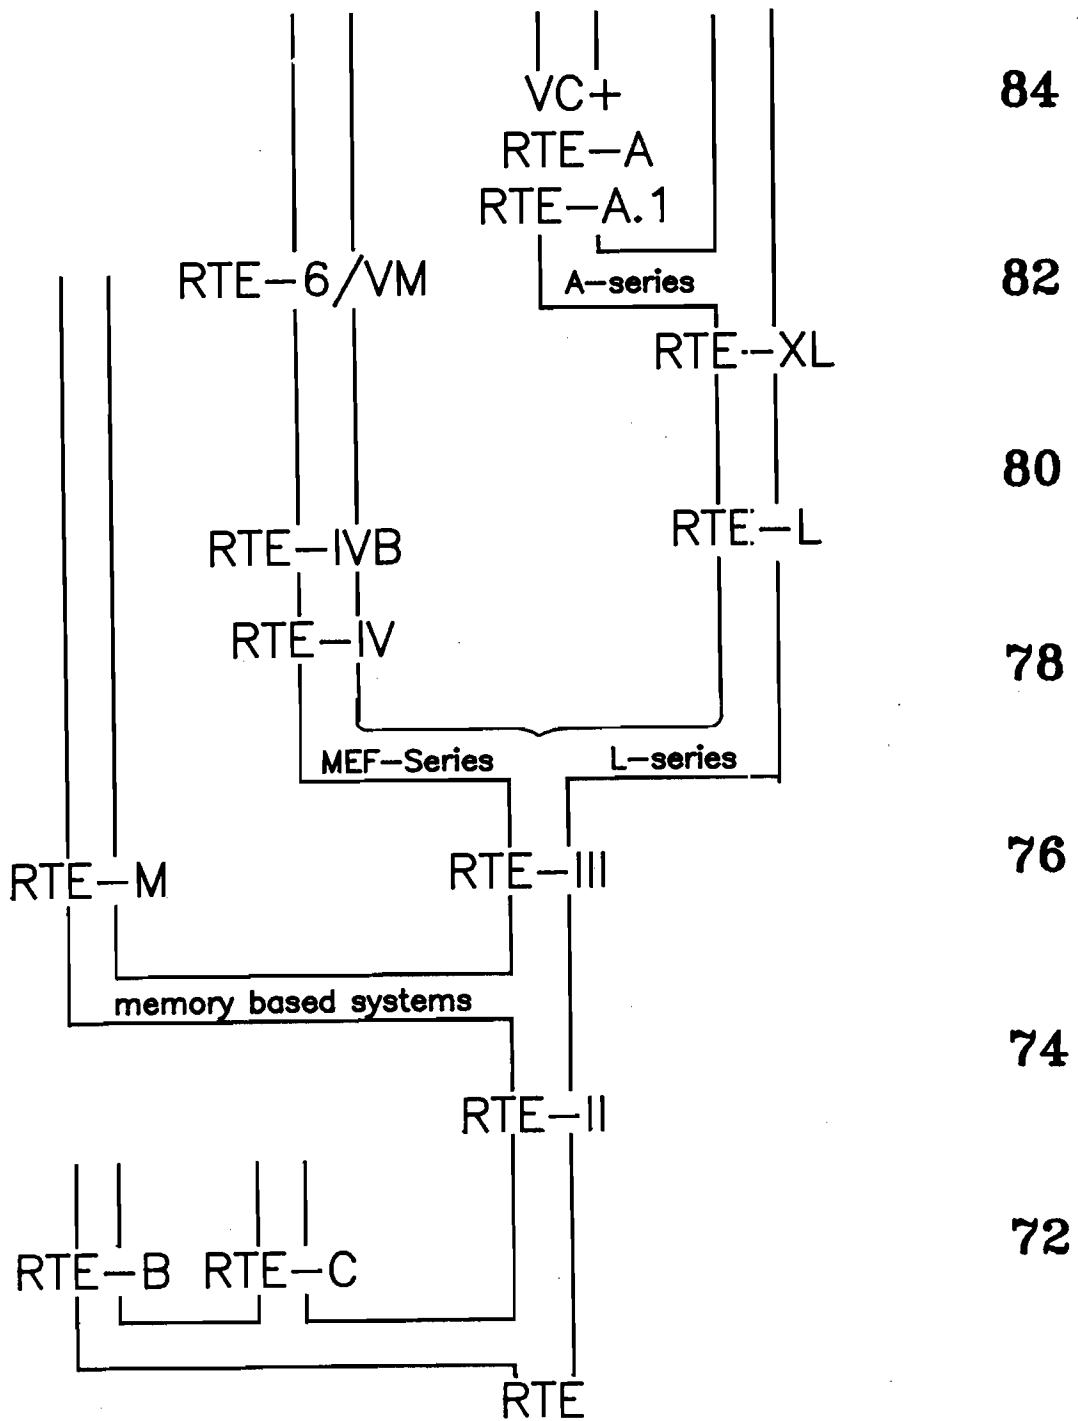 84
VC+
RTE-A
RTE-A.1
RTE-6/VM
A-series
82
RTE-XL
80
RTE-L
RTE-IVB
RTE-IV
78
MEF-Series
L-series
76
RTE-M
RTE-III
memory based systems
74
RTE-II
72
RTE-B
RTE-C
RTE